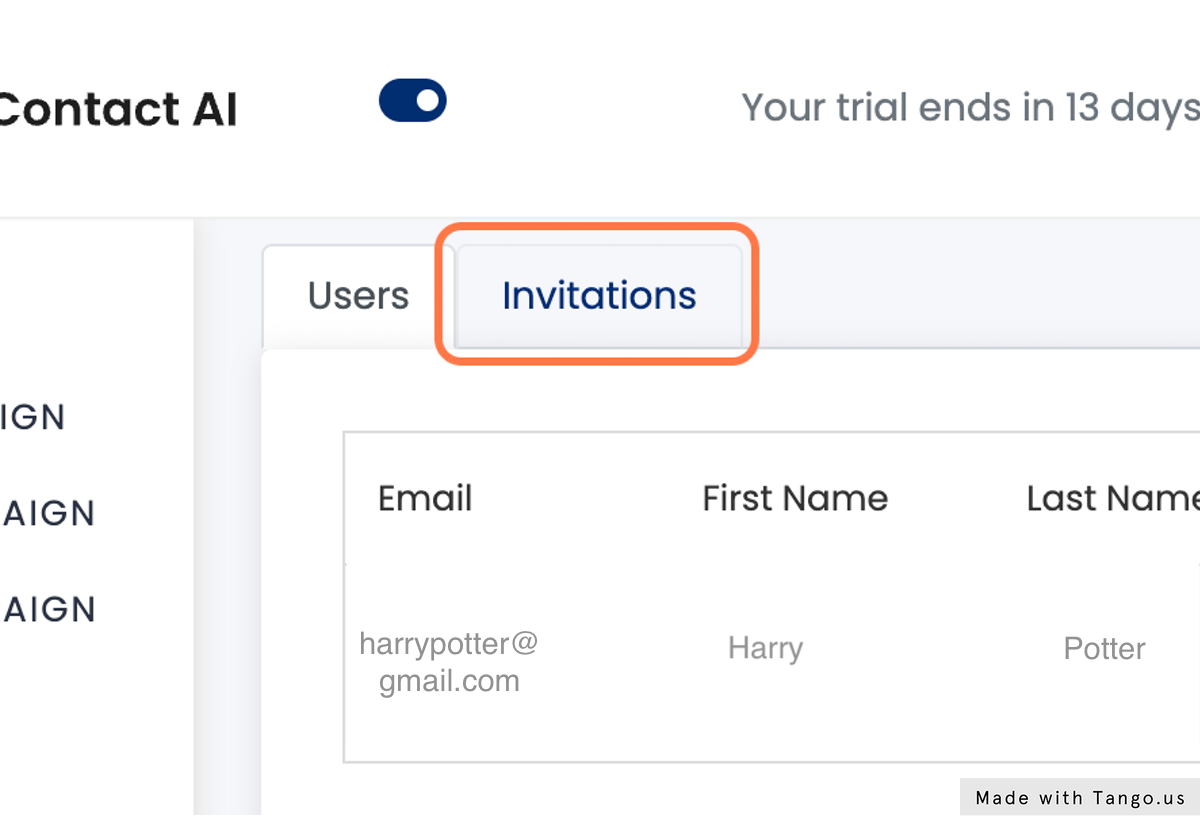 Contact AI
Your trial ends in 13 days
Users
Invitations
IGN
AIGN
AIGN
Email
First Name
Last Name
harrypotter@
gmail.com
Harry
Potter
Made with Tango.us